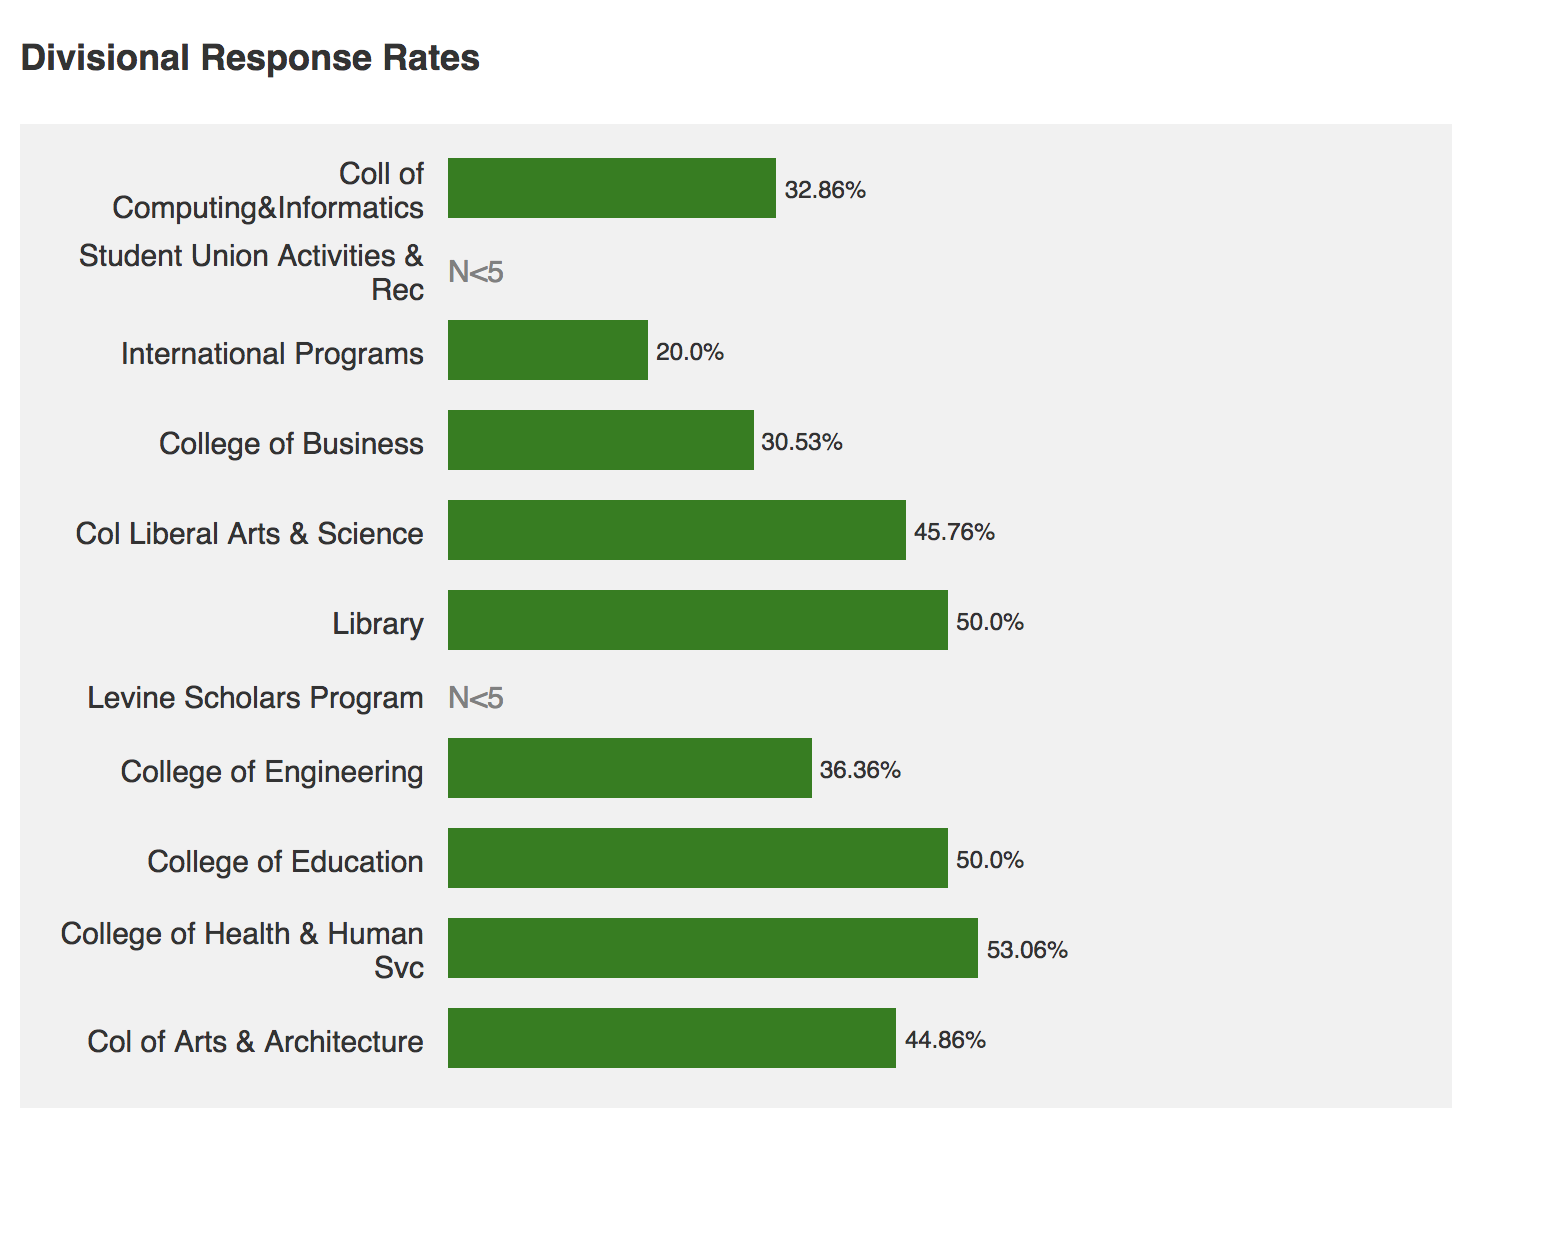 Divisional Response Rates
Coll of
Computing&Informatics
32.86%
Student Union Activities &
Rec
N<5
International Programs
20.0%
College of Business
30.53%
Col Liberal Arts & Science
45.76%
Library
50.0%
Levine Scholars Program
N<5
College of Engineering
36.36%
College of Education
50.0%
College of Health & Human
Svc
53.06%
Col of Arts & Architecture
44.86%